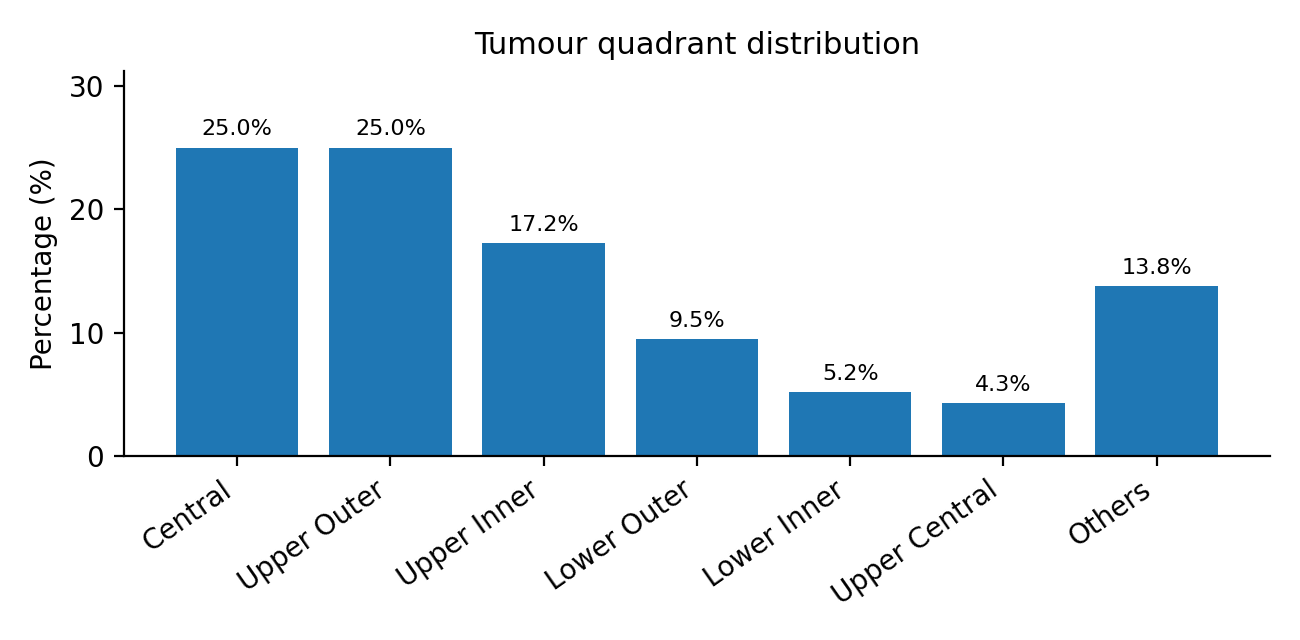 Tumour quadrant distribution
Percentage (%)
30
20
10
0
25.0%
25.0%
17.2%
9.5%
5.2%
4.3%
13.8%
Central
Upper Outer
Upper Inner
Lower Outer
Lower Inner
Upper Central
Others